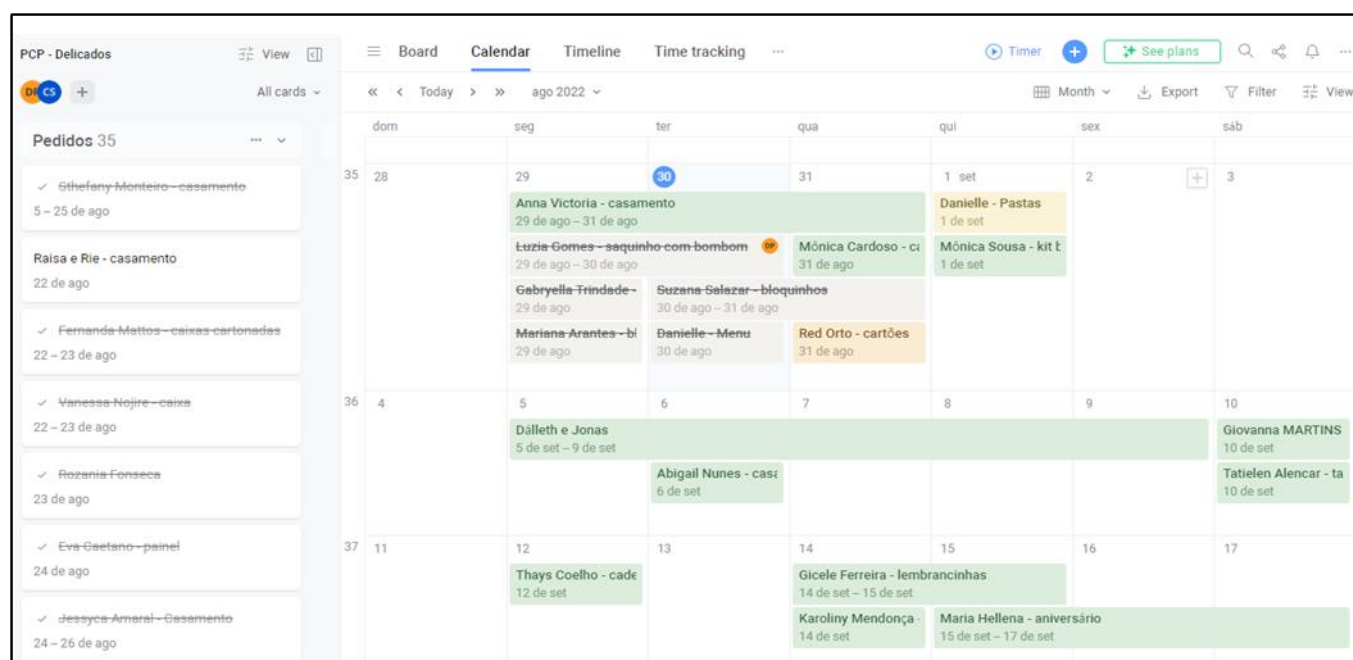 PCP - Delicados
View
DP CS +
All cards
Pedidos 35
Sthefany Monteiro - casamento
5 – 25 de ago
Raisa e Rie - casamento
22 de ago
Fernanda Mattos - caixas cartonadas
22 – 23 de ago
Vanessa Nojire - caixa
22 – 23 de ago
Rozania Fonseca
23 de ago
Eva Caetano - painel
24 de ago
Jessyca Amaral - Casamento
24 – 26 de ago
Board Calendar Timeline Time tracking
Timer
See plans
Today
ago 2022
Month
Export
Filter
View
dom seg ter qua qui sex sáb
35 28 29 30 31 1 set 2 3
Anna Victoria - casamento
29 de ago – 31 de ago
Danielle - Pastas
1 de set
Luzia Gomes - saquinho com bombom DP
29 de ago – 30 de ago
Mônica Cardoso - ca
31 de ago
Mônica Sousa - kit b
1 de set
Gabryella Trindade -
29 de ago
Suzana Salazar - bloquinhos
30 de ago – 31 de ago
Mariana Arantes - bl
29 de ago
Danielle - Menu
30 de ago
Red Orto - cartões
31 de ago
36 4 5 6 7 8 9 10
Dálleth e Jonas
5 de set – 9 de set
Giovanna MARTINS
10 de set
Abigail Nunes - casa
6 de set
Tatielen Alencar - ta
10 de set
37 11 12 13 14 15 16 17
Thays Coelho - cade
12 de set
Gicele Ferreira - lembrancinhas
14 de set – 15 de set
Karoliny Mendonça -
14 de set
Maria Hellena - aniversário
15 de set – 17 de set